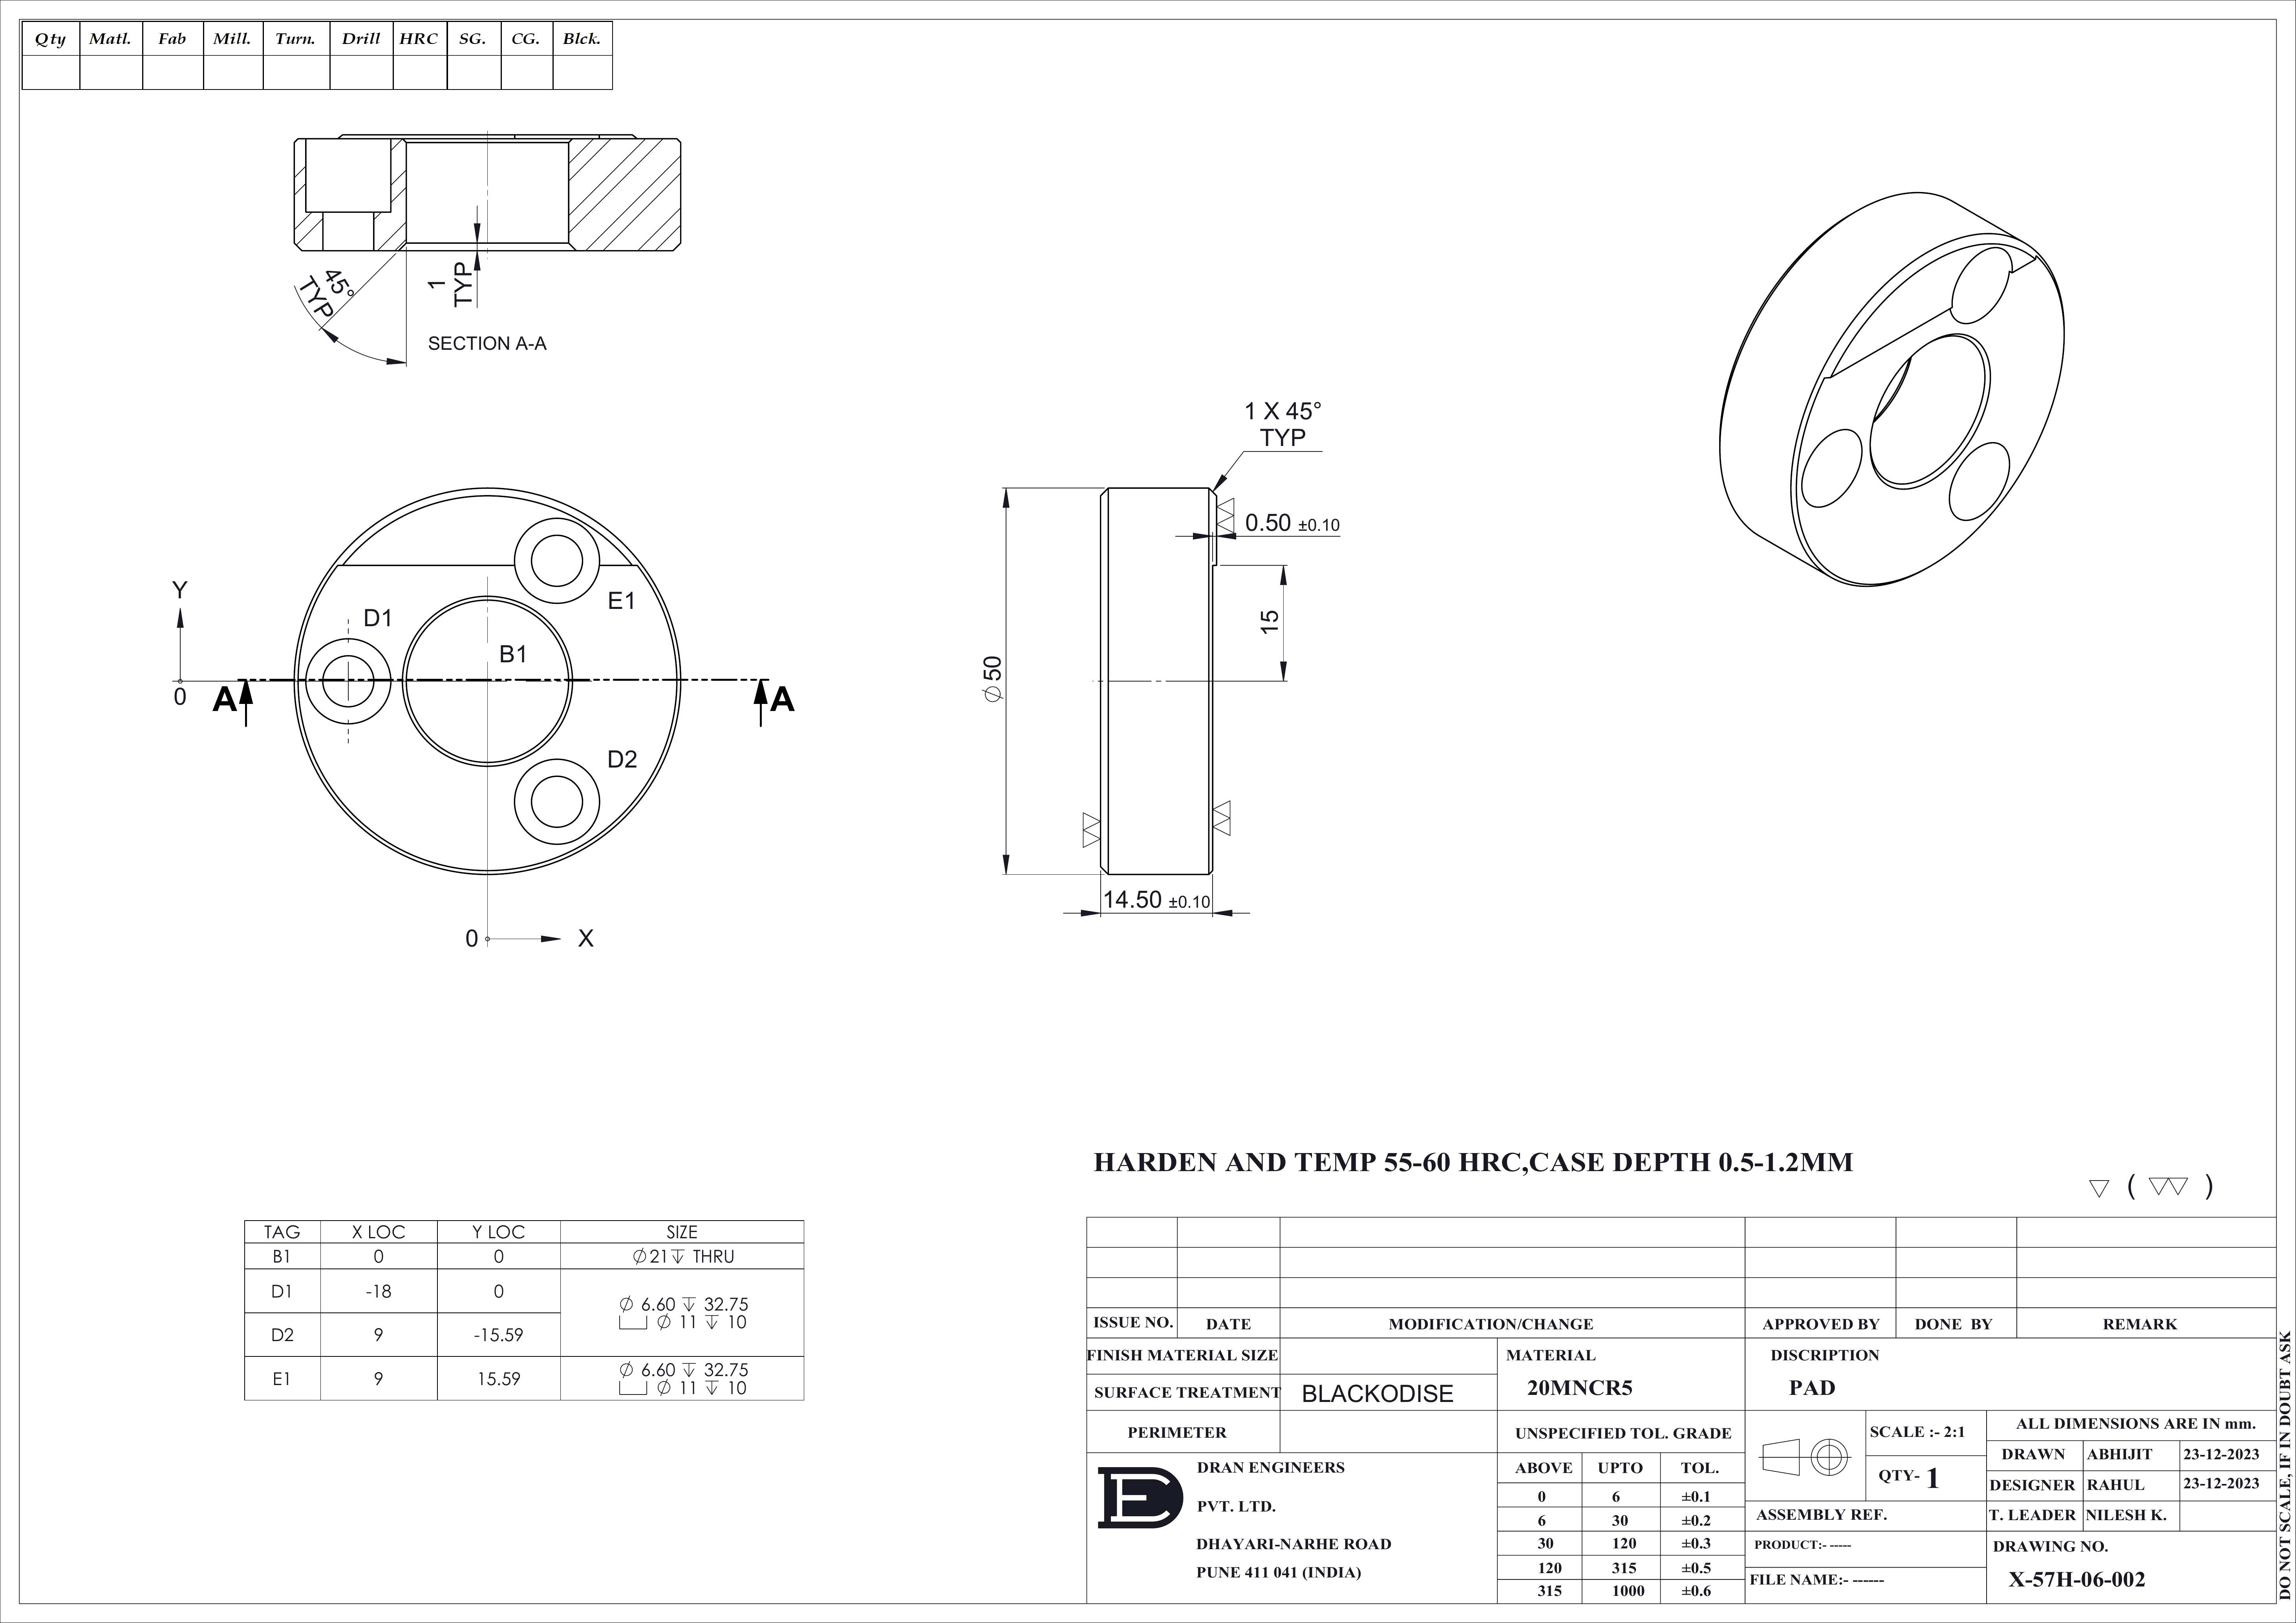 Qty Matl. Fab Mill. Turn. Drill HRC SG. CG. Blck.
45°
TYP
1
TYP
SECTION A-A
1 X 45°
TYP
0.50 ±0.10
15
⌀50
14.50 ±0.10
Y
0
A
A
D1
B1
E1
D2
0
X
HARDEN AND TEMP 55-60 HRC,CASE DEPTH 0.5-1.2MM
( )
TAG X LOC Y LOC SIZE
B1 0 0 ⌀21↧ THRU
D1 -18 0
⌀ 6.60 ↧ 32.75
⌴ ⌀ 11 ↧ 10
D2 9 -15.59
E1 9 15.59
⌀ 6.60 ↧ 32.75
⌴ ⌀ 11 ↧ 10
ISSUE NO. DATE MODIFICATION/CHANGE APPROVED BY DONE BY REMARK
FINISH MATERIAL SIZE
MATERIAL
20MNCR5
DISCRIPTION
PAD
SURFACE TREATMENT BLACKODISE
PERIMETER
UNSPECIFIED TOL. GRADE
ABOVE UPTO TOL.
0 6 ±0.1
6 30 ±0.2
30 120 ±0.3
120 315 ±0.5
315 1000 ±0.6
DRAN ENGINEERS
PVT. LTD.
DHAYARI-NARHE ROAD
PUNE 411 041 (INDIA)
SCALE :- 2:1
QTY- 1
ALL DIMENSIONS ARE IN mm.
DRAWN ABHIJIT 23-12-2023
DESIGNER RAHUL 23-12-2023
T. LEADER NILESH K.
ASSEMBLY REF.
PRODUCT:- -----
FILE NAME:- ------
DRAWING NO.
X-57H-06-002
DO NOT SCALE, IF IN DOUBT ASK